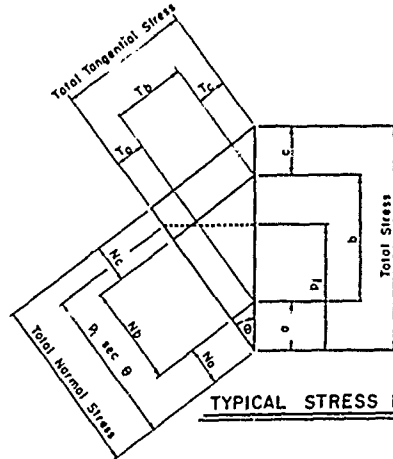 Total Tangential Stress
Tb
Tc
Ta
c
b
Total Stress
P1
a
θ
Nc
Nb
Na
P1 sec θ
Total Normal Stress
TYPICAL STRESS